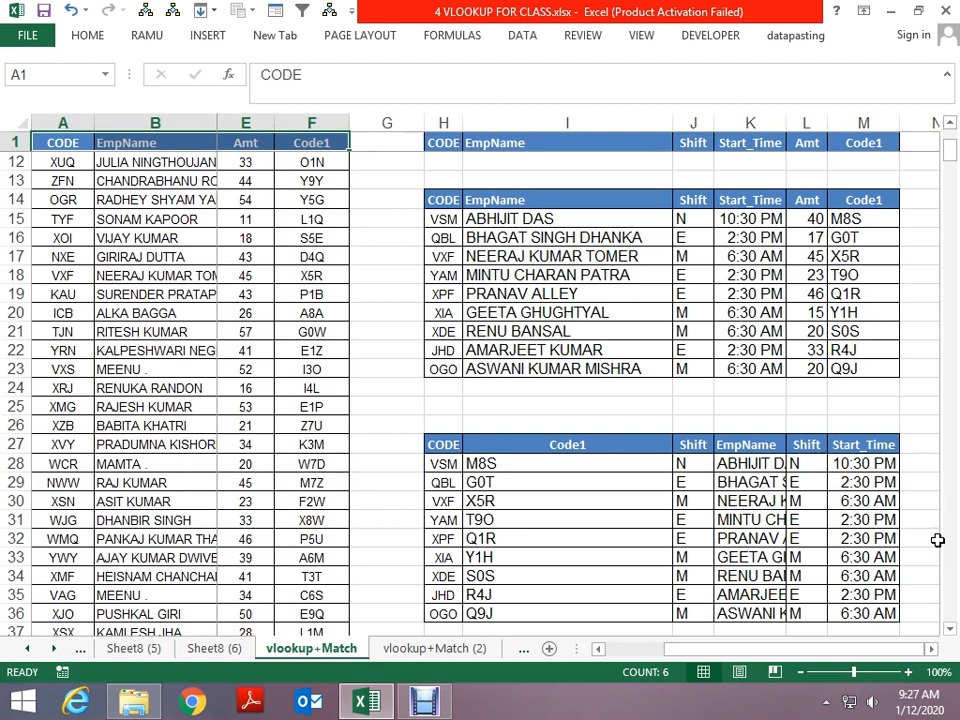 4 VLOOKUP FOR CLASS.xlsx - Excel (Product Activation Failed)
FILE HOME RAMU INSERT New Tab PAGE LAYOUT FORMULAS DATA REVIEW VIEW DEVELOPER datapasting Sign in
A1 fx CODE
A B E F G H I J K L M N
1 CODE EmpName Amt Code1 CODE EmpName Shift Start_Time Amt Code1
12 XUQ JULIA NINGTHOUJAN 33 O1N
13 ZFN CHANDRABHANU RO 44 Y9Y
14 OGR RADHEY SHYAM YA 54 Y5G CODE EmpName Shift Start_Time Amt Code1
15 TYF SONAM KAPOOR 11 L1Q VSM ABHIJIT DAS N 10:30 PM 40 M8S
16 XOI VIJAY KUMAR 18 S5E QBL BHAGAT SINGH DHANKA E 2:30 PM 17 G0T
17 NXE GIRIRAJ DUTTA 43 D4Q VXF NEERAJ KUMAR TOMER M 6:30 AM 45 X5R
18 VXF NEERAJ KUMAR TOM 45 X5R YAM MINTU CHARAN PATRA E 2:30 PM 23 T9O
19 KAU SURENDER PRATAP 43 P1B XPF PRANAV ALLEY E 2:30 PM 46 Q1R
20 ICB ALKA BAGGA 26 A8A XIA GEETA GHUGHTYAL M 6:30 AM 15 Y1H
21 TJN RITESH KUMAR 57 G0W XDE RENU BANSAL M 6:30 AM 20 S0S
22 YRN KALPESHWARI NEG 41 E1Z JHD AMARJEET KUMAR E 2:30 PM 33 R4J
23 VXS MEENU . 52 I3O OGO ASWANI KUMAR MISHRA M 6:30 AM 20 Q9J
24 XRJ RENUKA RANDON 16 I4L
25 XMG RAJESH KUMAR 53 E1P
26 XZB BABITA KHATRI 21 Z7U
27 XVY PRADUMNA KISHOR 34 K3M CODE Code1 Shift EmpName Shift Start_Time
28 WCR MAMTA . 20 W7D VSM M8S N ABHIJIT D N 10:30 PM
29 NWW RAJ KUMAR 45 M7Z QBL G0T E BHAGAT S E 2:30 PM
30 XSN ASIT KUMAR 23 F2W VXF X5R M NEERAJ K M 6:30 AM
31 WJG DHANBIR SINGH 33 X8W YAM T9O E MINTU CH E 2:30 PM
32 WMQ PANKAJ KUMAR THA 46 P5U XPF Q1R E PRANAV A E 2:30 PM
33 YWY AJAY KUMAR DWIVE 39 A6M XIA Y1H M GEETA G M 6:30 AM
34 XMF HEISNAM CHANCHA 41 T3T XDE S0S M RENU BA M 6:30 AM
35 VAG MEENU . 34 C6S JHD R4J E AMARJEE E 2:30 PM
36 XJO PUSHKAL GIRI 50 E9Q OGO Q9J M ASWANI K M 6:30 AM
37 XSX KAMLESH JHA 28 L1M
... Sheet8 (5) Sheet8 (6) vlookup+Match vlookup+Match (2) ...
READY COUNT: 6 100%
9:27 AM
1/12/2020